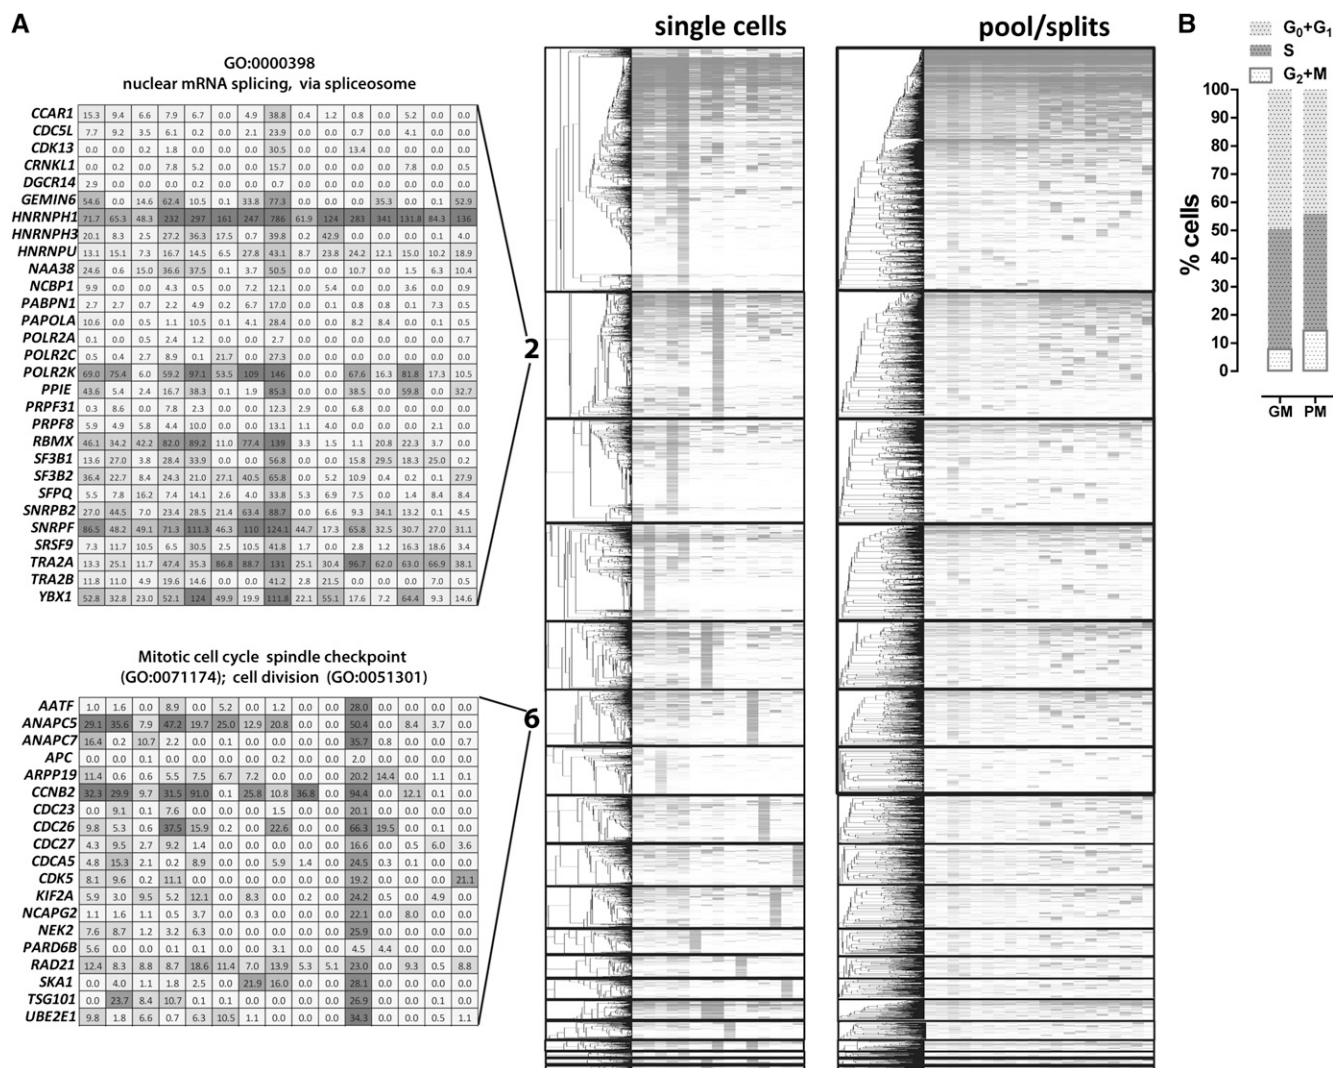 A
single cells
pool/splits
B
G0+G1
S
G2+M
GO:0000398
nuclear mRNA splicing, via spliceosome
CCAR1 15.3 9.4 6.6 7.9 6.7 0.0 4.9 38.8 0.4 1.2 0.8 0.0 5.2 0.0 0.0
CDC5L 7.7 9.2 3.5 6.1 0.2 0.0 2.1 23.9 0.0 0.0 0.7 0.0 4.1 0.0 0.0
CDK13 0.0 0.0 0.2 1.8 0.0 0.0 0.0 30.5 0.0 0.0 13.4 0.0 0.0 0.0 0.0
CRNKL1 0.0 0.2 0.0 7.8 5.2 0.0 0.0 15.7 0.0 0.0 0.0 0.0 7.8 0.0 0.5
DGCR14 2.9 0.0 0.0 0.0 0.2 0.0 0.0 0.7 0.0 0.0 0.0 0.0 0.0 0.0 0.0
GEMIN6 54.6 0.0 14.6 62.4 10.5 0.1 33.8 77.3 0.0 0.0 0.0 35.3 0.0 0.1 52.9
HNRNPH1 71.7 65.3 48.3 232 297 161 247 786 61.9 124 283 341 131.8 84.3 136
HNRNPH3 20.1 8.3 2.5 27.2 36.3 17.5 0.7 39.8 0.2 42.9 0.0 0.0 0.0 0.1 4.0
HNRNPU 13.1 15.1 7.3 16.7 14.5 6.5 27.8 43.1 8.7 23.8 24.2 12.1 15.0 10.2 18.9
NAA38 24.6 0.6 15.0 36.6 37.5 0.1 3.7 50.5 0.0 0.0 10.7 0.0 1.5 6.3 10.4
NCBP1 9.9 0.0 0.0 4.3 0.5 0.0 7.2 12.1 0.0 5.4 0.0 0.0 3.6 0.0 0.9
PABPN1 2.7 2.7 0.7 2.2 4.9 0.2 6.7 17.0 0.0 0.1 0.8 0.8 0.1 7.3 0.5
PAPOLA 10.6 0.0 0.5 1.1 10.5 0.1 4.1 28.4 0.0 0.0 8.2 8.4 0.0 0.1 0.5
POLR2A 0.1 0.0 0.5 2.4 1.2 0.0 0.0 2.7 0.0 0.0 0.0 0.0 0.0 0.0 0.7
POLR2C 0.5 0.4 2.7 8.9 0.1 21.7 0.0 27.3 0.0 0.0 0.0 0.0 0.0 0.0 0.0
POLR2K 69.0 75.4 6.0 59.2 97.1 53.5 109 146 0.0 0.0 67.6 16.3 81.8 17.3 10.5
PPIE 43.6 5.4 2.4 16.7 38.3 0.1 1.9 85.3 0.0 0.0 38.5 0.0 59.8 0.0 32.7
PRPF31 0.3 8.6 0.0 7.8 2.3 0.0 0.0 12.3 2.9 0.0 6.8 0.0 0.0 0.0 0.0
PRPF8 5.9 4.9 5.8 4.4 10.0 0.0 0.0 13.1 1.1 4.0 0.0 0.0 0.0 2.1 0.0
RBMX 46.1 34.2 42.2 82.0 89.2 11.0 77.4 139 3.3 1.5 1.1 20.8 22.3 3.7 0.0
SF3B1 13.6 27.0 3.8 28.4 33.9 0.0 0.0 56.8 0.0 0.0 15.8 29.5 18.3 25.0 0.2
SF3B2 36.4 22.7 8.4 24.3 21.0 27.1 40.5 65.8 0.0 5.2 10.9 0.4 0.2 0.1 27.9
SFPQ 5.5 7.8 16.2 7.4 14.1 2.6 4.0 33.8 5.3 6.9 7.5 0.0 1.4 8.4 8.4
SNRPB2 27.0 44.5 7.0 23.4 28.5 21.4 63.4 88.7 0.0 6.6 9.3 34.1 13.2 0.1 4.5
SNRPF 86.5 48.2 49.1 71.3 111.3 46.3 110 124.1 44.7 17.3 65.8 32.5 30.7 27.0 31.1
SRSF9 7.3 11.7 10.5 6.5 30.5 2.5 10.5 41.8 1.7 0.0 2.8 1.2 16.3 18.6 3.4
TRA2A 13.3 25.1 11.7 47.4 35.3 86.8 88.7 131 25.1 30.4 96.7 62.0 63.0 66.9 38.1
TRA2B 11.8 11.0 4.9 19.6 14.6 0.0 0.0 41.2 2.8 21.5 0.0 0.0 0.0 7.0 0.5
YBX1 52.8 32.8 23.0 52.1 124 49.9 19.9 111.8 22.1 55.1 17.6 7.2 64.4 9.3 14.6
2
Mitotic cell cycle spindle checkpoint
(GO:0071174); cell division (GO:0051301)
AATF 1.0 1.6 0.0 8.9 0.0 5.2 0.0 1.2 0.0 0.0 28.0 0.0 0.0 0.0 0.0
ANAPC5 29.1 35.6 7.9 47.2 19.7 25.0 12.9 20.8 0.0 0.0 50.4 0.0 8.4 3.7 0.0
ANAPC7 16.4 0.2 10.7 2.2 0.0 0.1 0.0 0.0 0.0 0.0 35.7 0.8 0.0 0.0 0.7
APC 0.0 0.0 0.1 0.0 0.0 0.0 0.0 0.2 0.0 0.0 2.0 0.0 0.0 0.0 0.0
ARPP19 11.4 0.6 0.6 5.5 7.5 6.7 7.2 0.0 0.0 0.0 20.2 14.4 0.0 1.1 0.1
CCNB2 32.3 29.9 9.7 31.5 91.0 0.1 25.8 10.8 36.8 0.0 94.4 0.0 12.1 0.1 0.0
CDC23 0.0 9.1 0.1 7.6 0.0 0.0 0.0 1.5 0.0 0.0 20.1 0.0 0.0 0.0 0.0
CDC26 9.8 5.3 0.6 37.5 15.9 0.2 0.0 22.6 0.0 0.0 66.3 19.5 0.0 0.1 0.0
CDC27 4.3 9.5 2.7 9.2 1.4 0.0 0.0 0.0 0.0 0.0 16.6 0.0 0.5 6.0 3.6
CDCA5 4.8 15.3 2.1 0.2 8.9 0.0 0.0 5.9 1.4 0.0 24.5 0.3 0.1 0.0 0.0
CDK5 8.1 9.6 0.2 11.1 0.0 0.0 0.0 0.0 0.0 0.0 19.2 0.0 0.0 0.0 21.1
KIF2A 5.9 3.0 9.5 5.2 12.1 0.0 8.3 0.0 0.2 0.0 24.2 0.5 0.0 4.9 0.0
NCAPG2 1.1 1.6 1.1 0.5 3.7 0.0 0.3 0.0 0.0 0.0 22.1 0.0 8.0 0.0 0.0
NEK2 7.6 8.7 1.2 3.2 6.3 0.0 0.0 0.0 0.0 0.0 25.9 0.0 0.0 0.0 0.0
PARD6B 5.6 0.0 0.0 0.1 0.1 0.0 0.0 3.1 0.0 0.0 4.5 4.4 0.0 0.0 0.0
RAD21 12.4 8.3 8.8 8.7 18.6 11.4 7.0 13.9 5.3 5.1 23.0 0.0 9.3 0.5 8.8
SKA1 0.0 4.0 1.1 1.8 2.5 0.0 21.9 16.0 0.0 0.0 28.1 0.0 0.0 0.0 0.0
TSG101 0.0 23.7 8.4 10.7 0.1 0.1 0.0 0.0 0.0 0.0 26.9 0.0 0.0 0.0 0.0
UBE2E1 9.8 1.8 6.6 0.7 6.3 10.5 1.1 0.0 0.0 0.0 34.3 0.0 0.0 0.5 1.1
6
% cells
100
90
80
70
60
50
40
30
20
10
0
GM PM